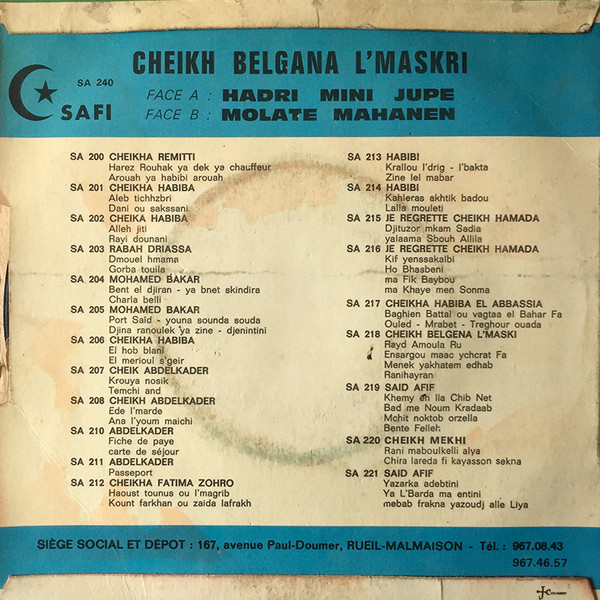 CHEIKH BELGANA L'MASKRI
SA 240
SAFI
FACE A : HADRI MINI JUPE
FACE B : MOLATE MAHANEN
SA 200 CHEIKHA REMITTI
Harez Rouhak ya dek ya chauffeur
Arouah ya habibi arouah
SA 201 CHEIKHA HABIBA
Aleb tichhzbri
Dani ou sakssani
SA 202 CHEIKA HABIBA
Alleh jiti
Rayi dounani
SA 203 RABAH DRIASSA
Dmouel hmama
Gorba touila
SA 204 MOHAMED BAKAR
Bent el djiran - ya bnet skindira
Charla belli
SA 205 MOHAMED BAKAR
Port Saïd - youna sounda souda
Djina ranoulek ya zine - djenintini
SA 206 CHEIKHA HABIBA
El hob blani
El merioul s'geir
SA 207 CHEIK ABDELKADER
Krouya nosik
Temchi and
SA 208 CHEIKH ABDELKADER
Ede l'marde
Ana l'youm maichi
SA 210 ABDELKADER
Fiche de paye
carte de séjour
SA 211 ABDELKADER
Passeport
SA 212 CHEIKHA FATIMA ZOHRO
Haoust tounus ou l'magrib
Kount farkhan ou zaida lafrakh
SA 213 HABIBI
Krallou l'drig - l'bakta
Zine lel mabar
SA 214 HABIBI
Kahleras akhtik badou
Lalla mouleti
SA 215 JE REGRETTE CHEIKH HAMADA
Djituzor mkam Sadia
yalaama Sbouh Allila
SA 216 JE REGRETTE CHEIKH HAMADA
Kif yenssakalbi
Ho Bhasbeni
ma Fik Baybou
ma Khaye men Sonma
SA 217 CHEIKHA HABIBA EL ABBASSIA
Baghien Battal ou vagtaa el Bahar Fa
Ouled - Mrabet - Treghour ouada
SA 218 CHEIKH BELGENA L'MASKI
Rayd Amoula Ru
Ensargou maac ychcrat Fa
Menek yakhatem edhab
Ranihayran
SA 219 SAID AFIF
Khemy en lla Chib Net
Bad me Noum Kradaab
Mchit noktob orzella
Bente Felleh
SA 220 CHEIKH MEKHI
Rani maboulkelli alya
Chira lareda fi kayasson sekna
SA 221 SAID AFIF
Yazarka adebtini
Ya L'Barda ma entini
mebab frakna yazoudj alle Liya
SIÈGE SOCIAL ET DÉPOT : 167, avenue Paul-Doumer, RUEIL-MALMAISON - Tél. : 967.08.43
967.46.57